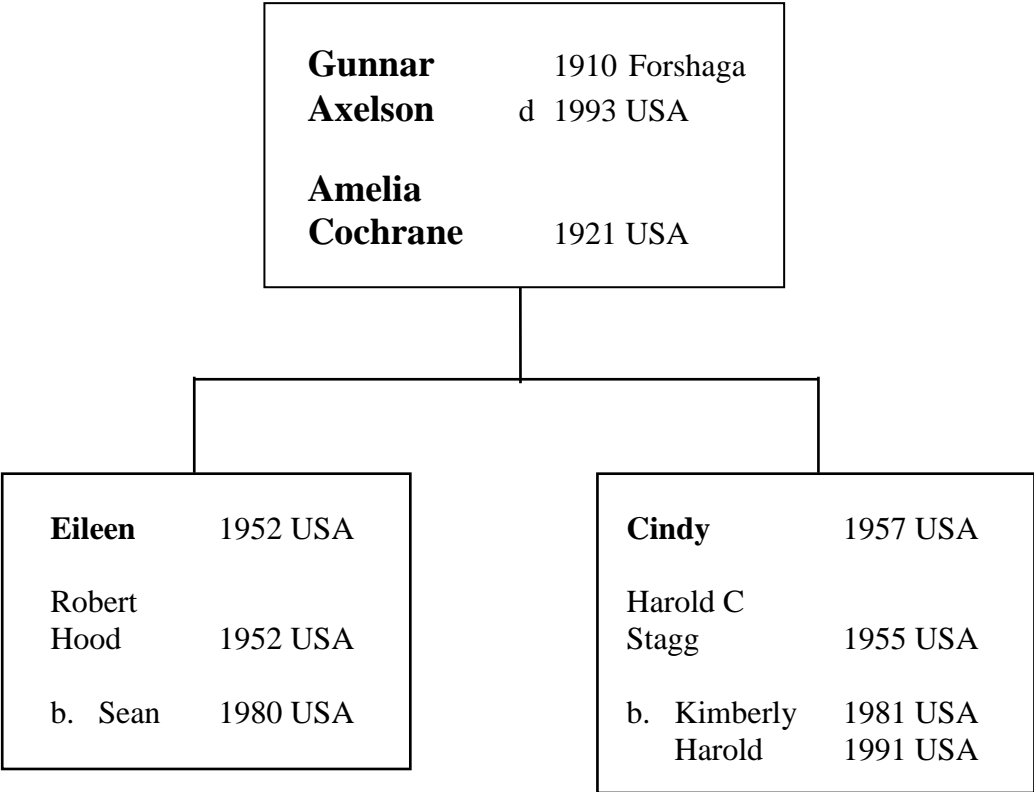 Gunnar 1910 Forshaga
Axelson d 1993 USA
Amelia
Cochrane 1921 USA
Eileen 1952 USA
Robert
Hood 1952 USA
b. Sean 1980 USA
Cindy 1957 USA
Harold C
Stagg 1955 USA
b. Kimberly 1981 USA
Harold 1991 USA